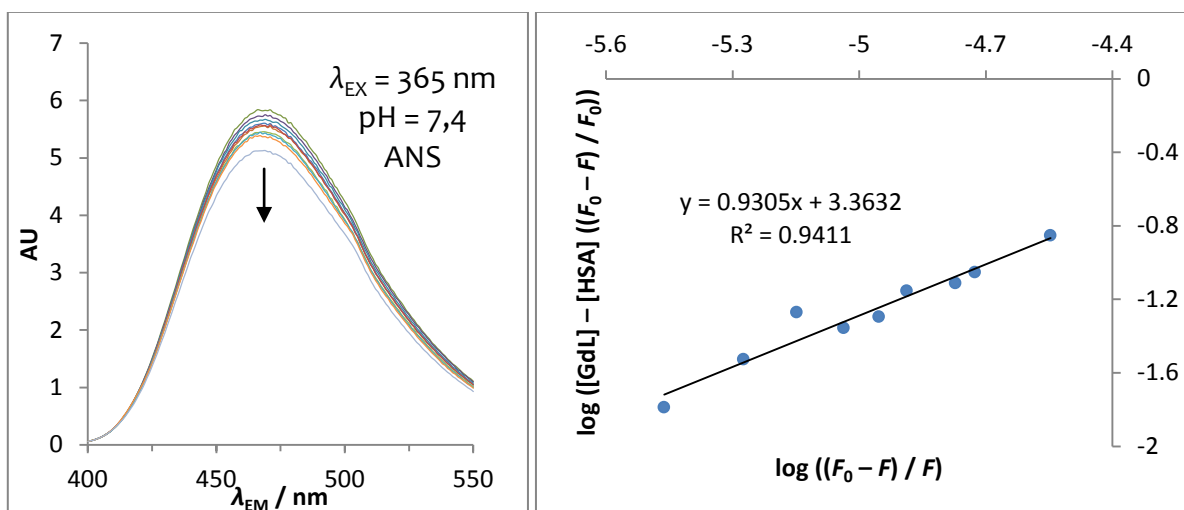 7
6
5
4
3
2
1
0
AU
λEX = 365 nm
pH = 7,4
ANS
400
450
500
550
λEM / nm
-5.6
-5.3
-5
-4.7
-4.4
0
-0.4
-0.8
-1.2
-1.6
-2
y = 0.9305x + 3.3632
R² = 0.9411
log ([GdL] – [HSA] ((F0 – F) / F0))
log ((F0 – F) / F)